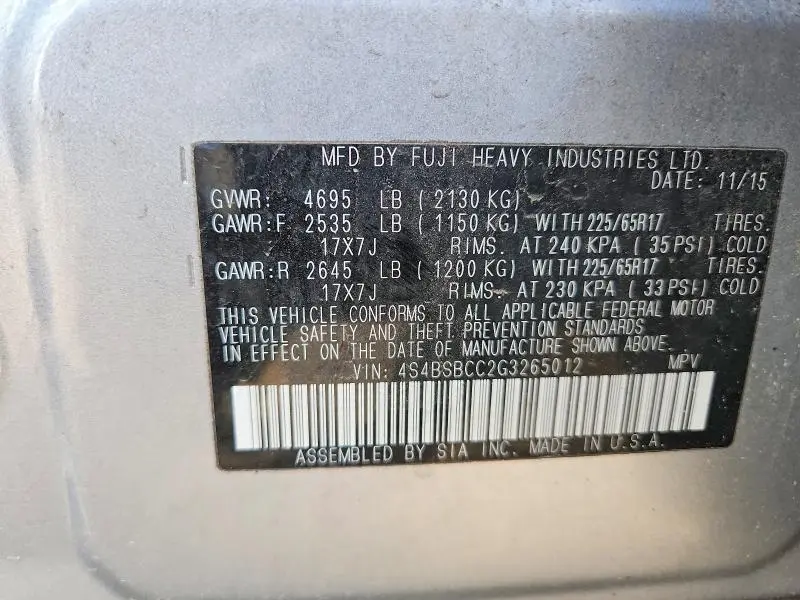 MFD BY FUJI HEAVY INDUSTRIES LTD.
DATE: 11/15
GVWR: 4695 LB ( 2130 KG)
GAWR:F 2535 LB ( 1150 KG) WITH 225/65R17 TIRES.
17X7J RIMS. AT 240 KPA ( 35 PSI) COLD
GAWR:R 2645 LB ( 1200 KG) WITH 225/65R17 TIRES.
17X7J RIMS. AT 230 KPA ( 33 PSI) COLD
THIS VEHICLE CONFORMS TO ALL APPLICABLE FEDERAL MOTOR
VEHICLE SAFETY AND THEFT PREVENTION STANDARDS
IN EFFECT ON THE DATE OF MANUFACTURE SHOWN ABOVE.
VIN: 4S4BSBCC2G3265012 MPV
ASSEMBLED BY SIA INC. MADE IN U.S.A.